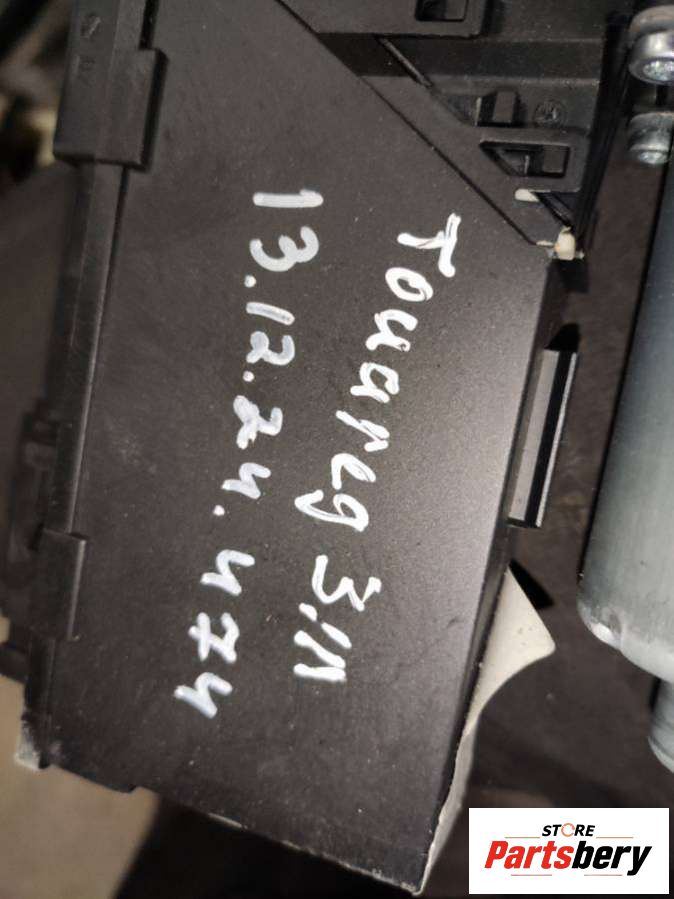 Touareg 3.И
13.12.24.474
STORE
Partsbery